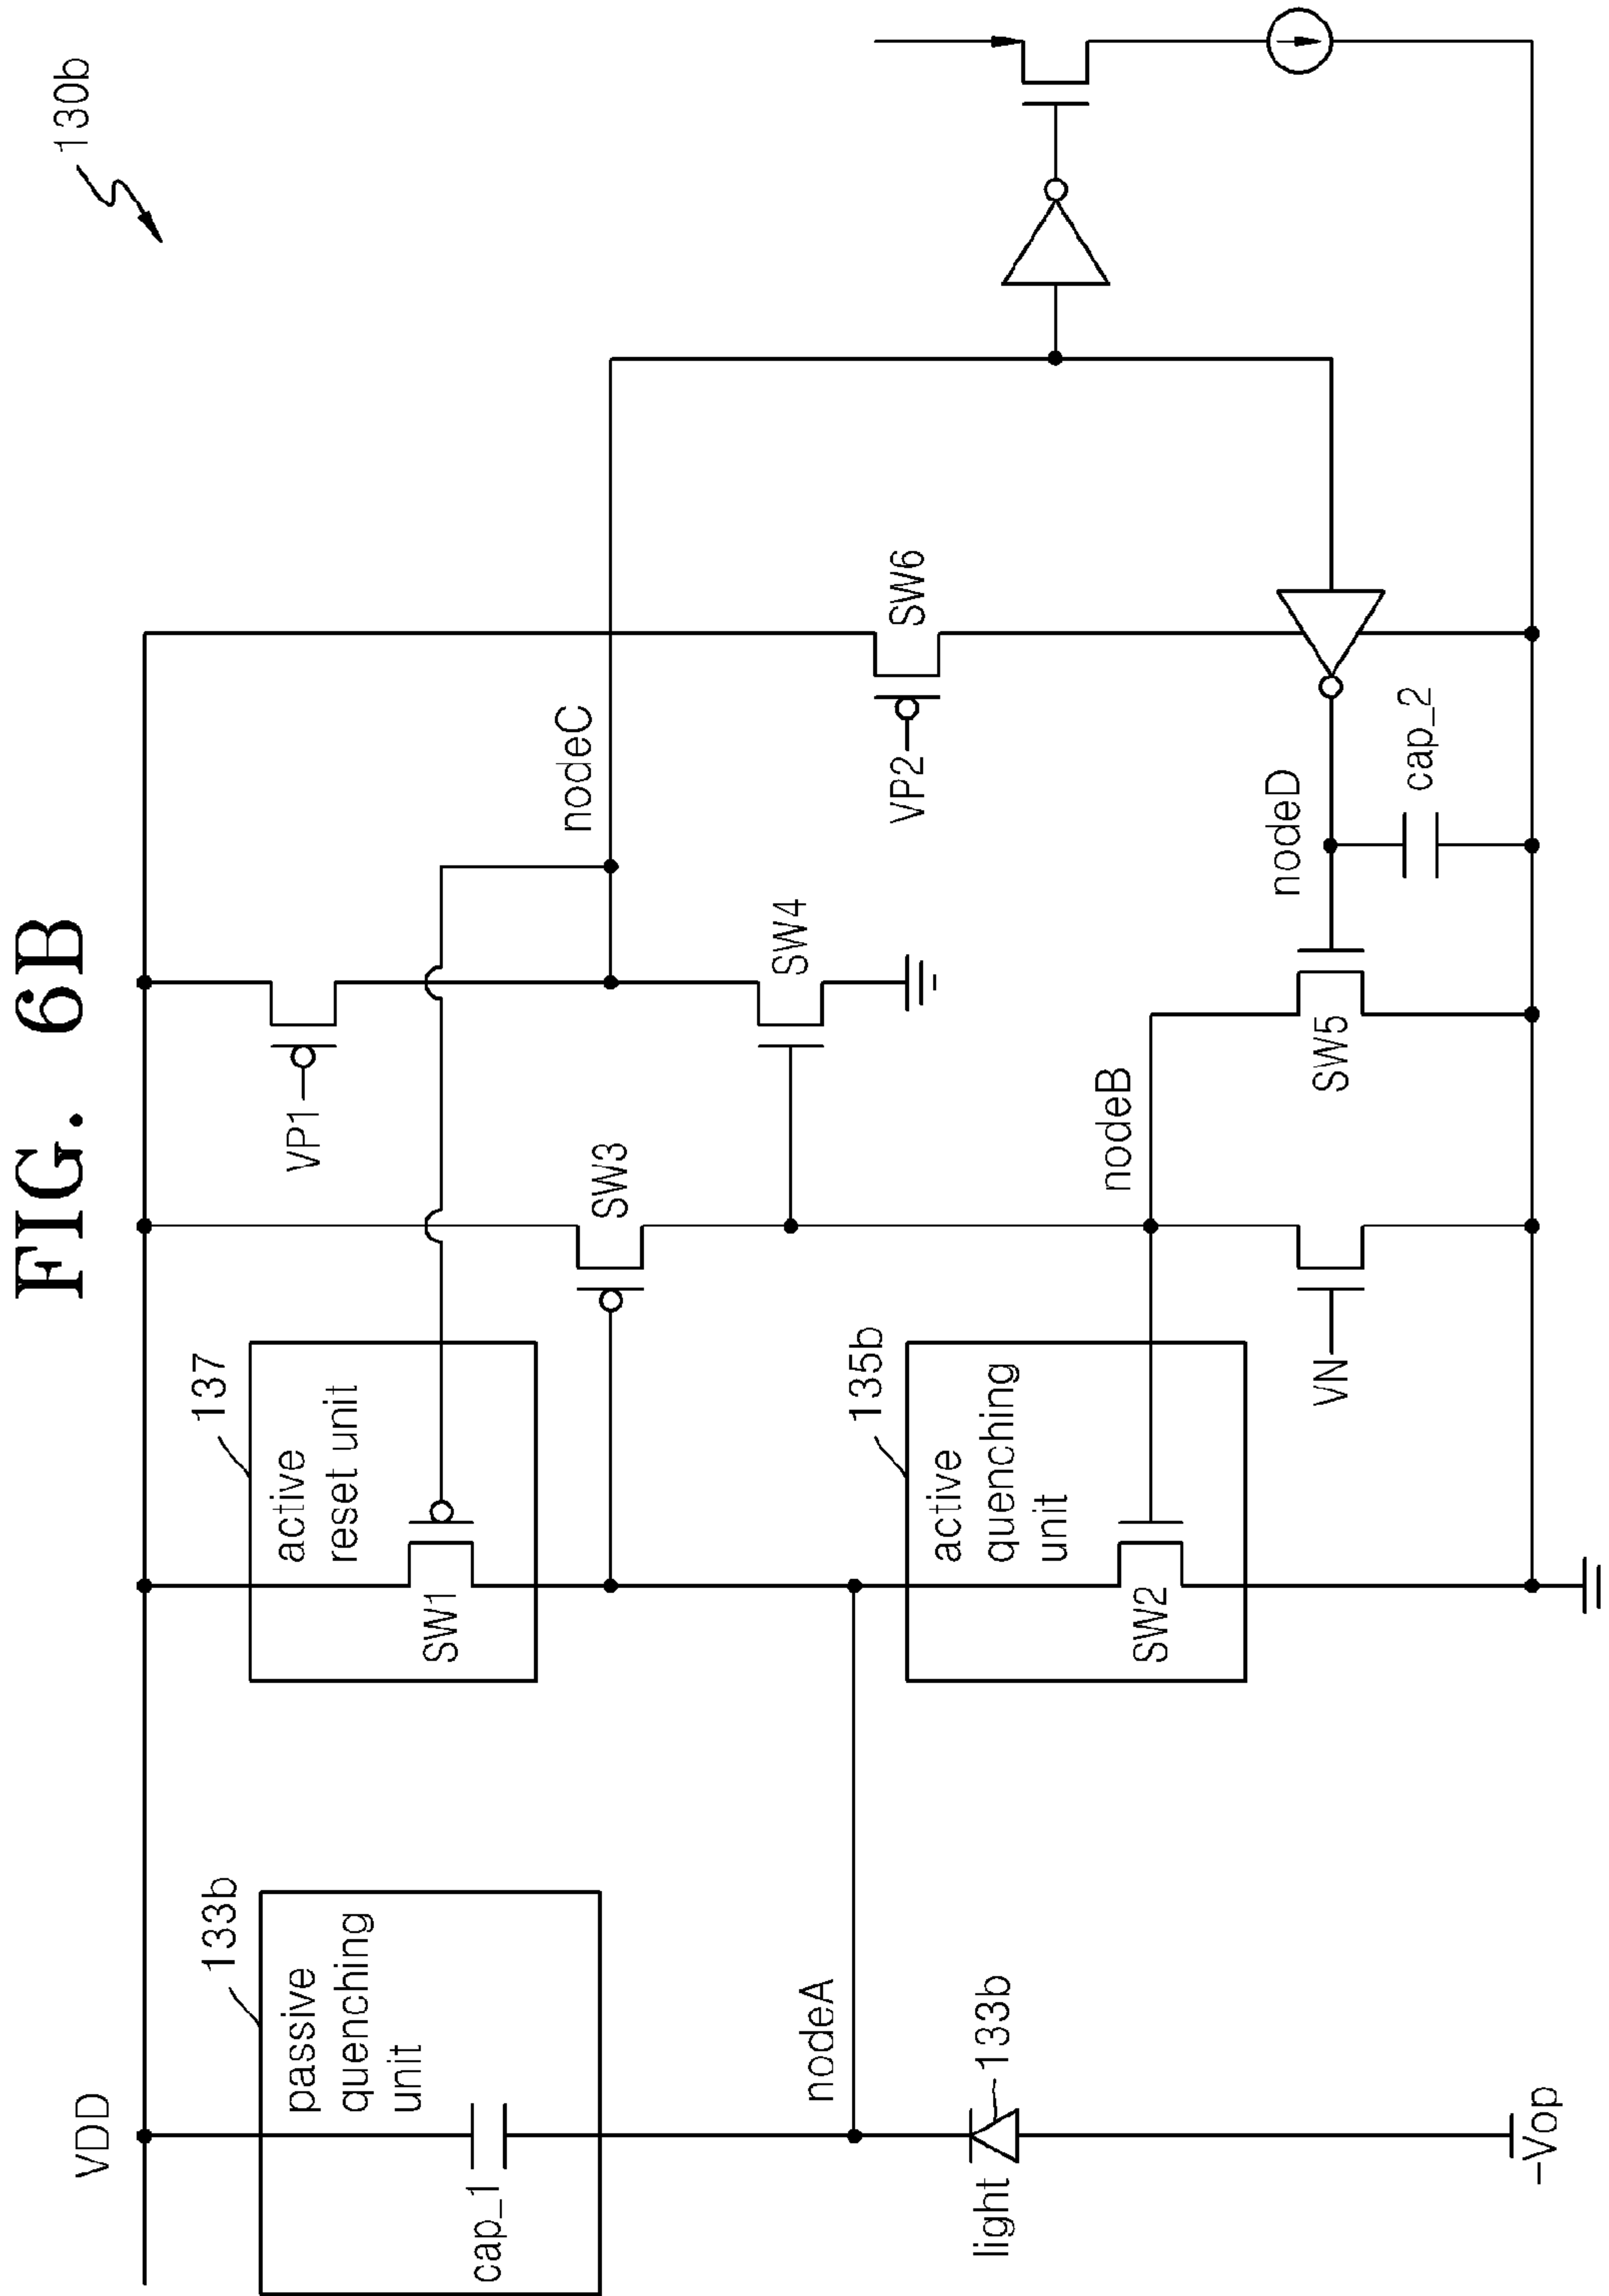 FIG. 6B
130b
VDD
133b
passive
quenching
unit
cap_1
nodeA
light
133b
-Vop
137
active
reset unit
SW1
135b
active
quenching
unit
SW2
SW3
VP1
SW4
nodeB
VN
SW5
nodeC
VP2
SW6
nodeD
cap_2